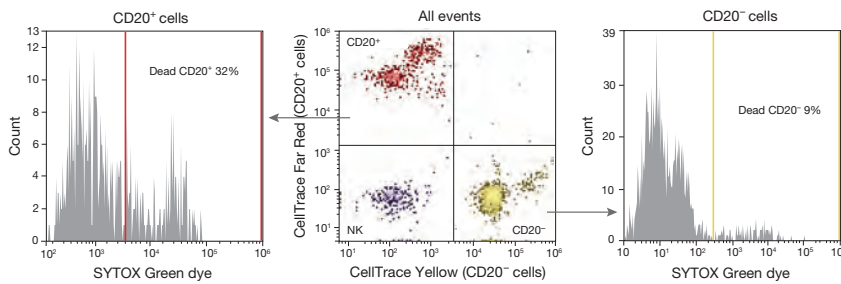 CD20⁺ cells
13
12
10
8
6
4
2
0
Count
Dead CD20⁺ 32%
10² 10³ 10⁵ 10⁶
SYTOX Green dye
All events
CellTrace Far Red (CD20⁺ cells)
10⁶
10⁵
10⁴
10³
10²
10¹
CD20⁺
NK
CD20⁻
10¹ 10² 10³ 10⁴ 10⁵ 10⁶
CellTrace Yellow (CD20⁻ cells)
CD20⁻ cells
39
30
20
10
0
Count
Dead CD20⁻ 9%
10 10¹ 10² 10³ 10⁴ 10⁵ 10⁶
SYTOX Green dye